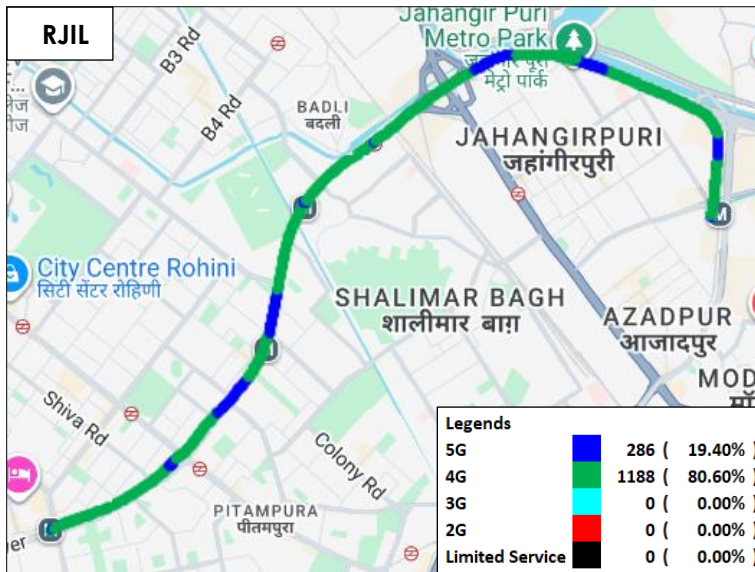 RJIL
Jahangir Puri
Metro Park
मेट्रो पार्क
B3 Rd
B4 Rd
BADLI
बदली
JAHANGIRPURI
जहांगीरपुरी
M
City Centre Rohini
सिटी सेंटर रोहिणी
SHALIMAR BAGH
शालीमार बाग़
AZADPUR
आजादपुर
MOD
मॉ
Shiva Rd
Colony Rd
PITAMPURA
पीतमपुरा
Legends
5G 286 ( 19.40% )
4G 1188 ( 80.60% )
3G 0 ( 0.00% )
2G 0 ( 0.00% )
Limited Service 0 ( 0.00% )